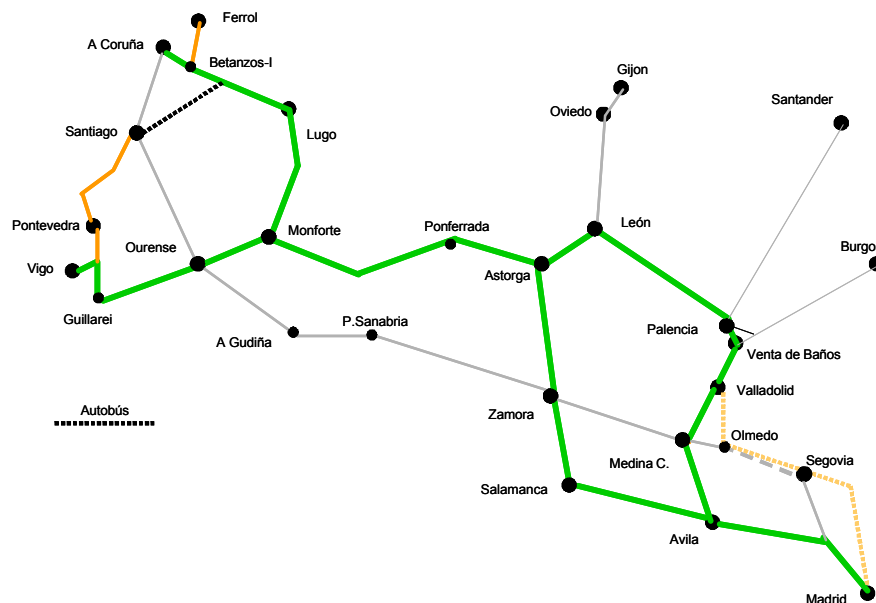 Ferrol
A Coruña
Betanzos-I
Gijon
Santander
Oviedo
Santiago
Lugo
Pontevedra
Ourense
Monforte
Ponferrada
León
Burgo
Vigo
Astorga
Guillarei
A Gudiña
P.Sanabria
Palencia
Venta de Baños
Valladolid
Autobús
Zamora
Olmedo
Medina C.
Segovia
Salamanca
Avila
Madrid